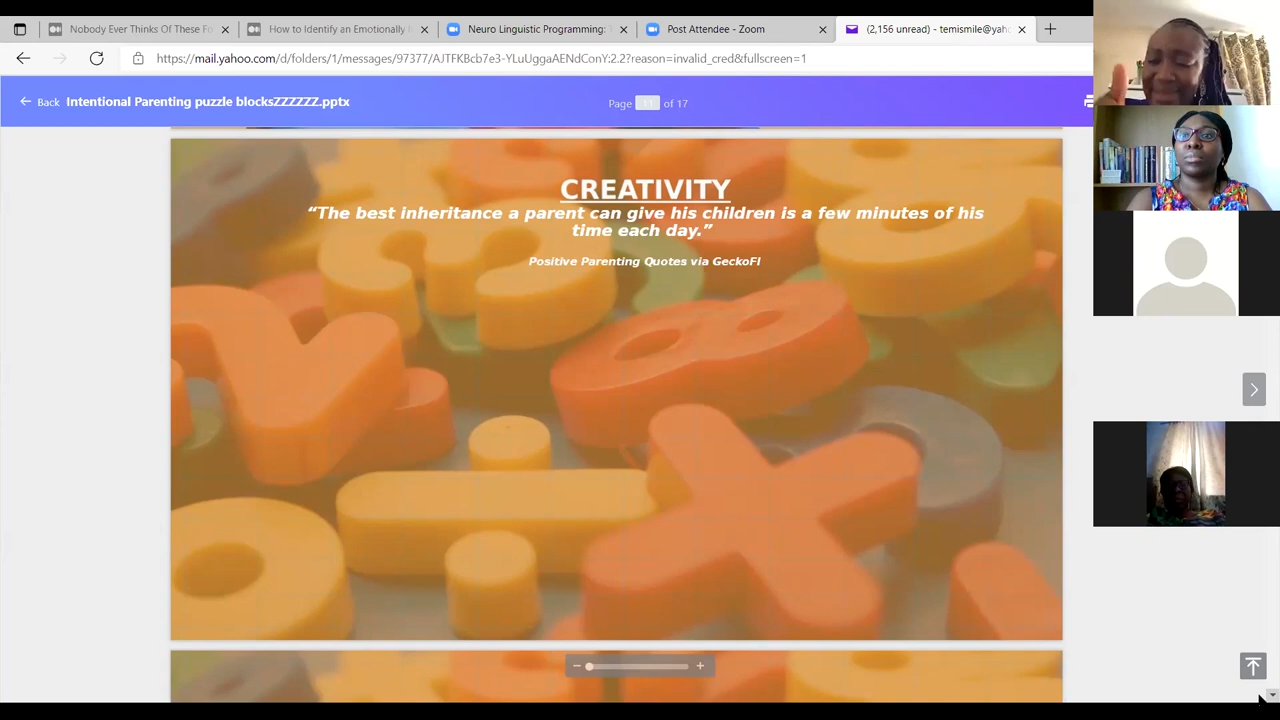 Nobody Ever Thinks Of These Fo
How to Identify an Emotionally
Neuro Linguistic Programming:
Post Attendee - Zoom
(2,156 unread) - temismile@yaho
https://mail.yahoo.com/d/folders/1/messages/97377/AJTFKBcb7e3-YLuUggaAENdConY:2.2?reason=invalid_cred&fullscreen=1
Back Intentional Parenting puzzle blocksZZZZZZ.pptx
Page 11 of 17
CREATIVITY
“The best inheritance a parent can give his children is a few minutes of his
time each day.”
Positive Parenting Quotes via GeckoFI